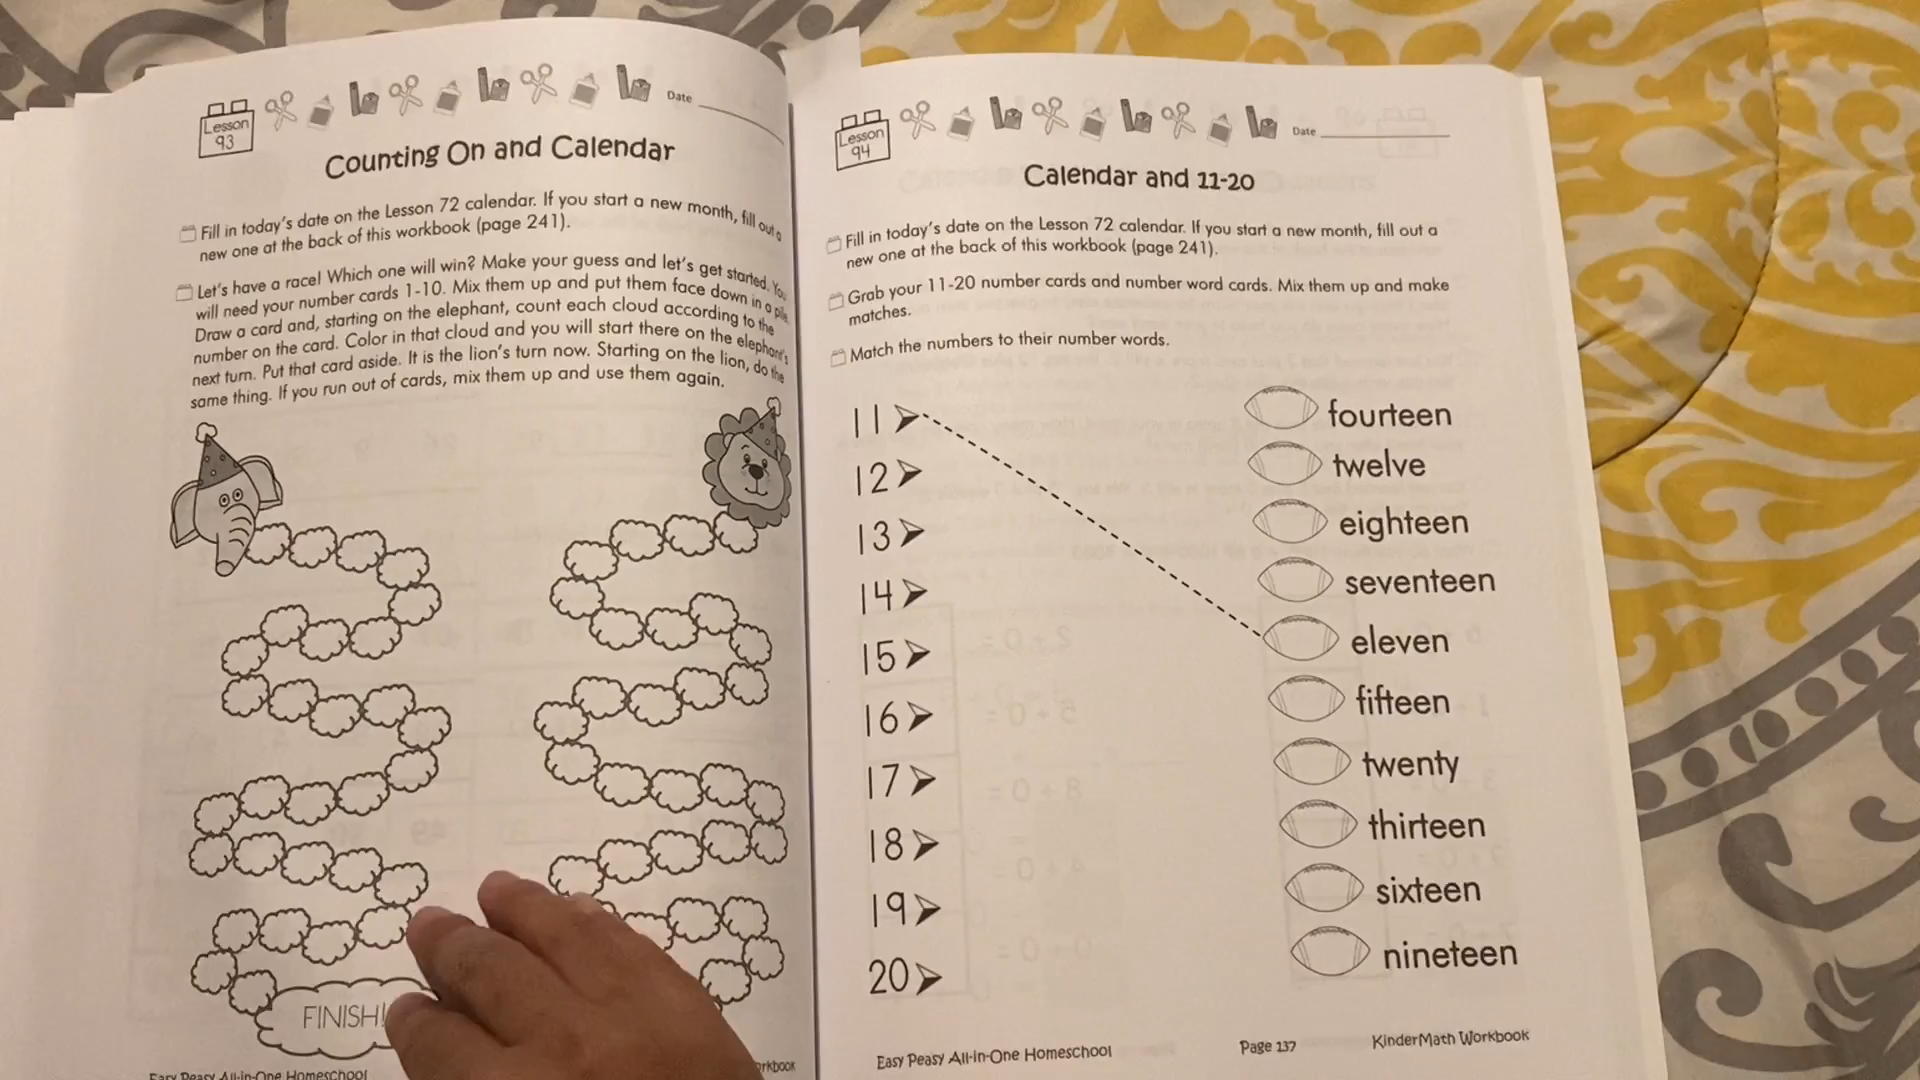 Lesson
93
Date
Counting On and Calendar
Fill in today's date on the Lesson 72 calendar. If you start a new month, fill out a
new one at the back of this workbook (page 241).
Let's have a race! Which one will win? Make your guess and let's get started. You
will need your number cards 1-10. Mix them up and put them face down in a pile.
Draw a card and, starting on the elephant, count each cloud according to the
number on the card. Color in that cloud and you will start there on the elephant's
next turn. Put that card aside. It is the lion's turn now. Starting on the lion, do the
same thing. If you run out of cards, mix them up and use them again.
FINISH!
Easy Peasy All-in-One Homeschool
Lesson
94
Date
Calendar and 11-20
Fill in today's date on the Lesson 72 calendar. If you start a new month, fill out a
new one at the back of this workbook (page 241).
Grab your 11-20 number cards and number word cards. Mix them up and make
matches.
Match the numbers to their number words.
11 fourteen
12 twelve
13 eighteen
14 seventeen
15 eleven
16 fifteen
17 twenty
18 thirteen
19 sixteen
20 nineteen
Easy Peasy All-in-One Homeschool Page 137 KinderMath Workbook